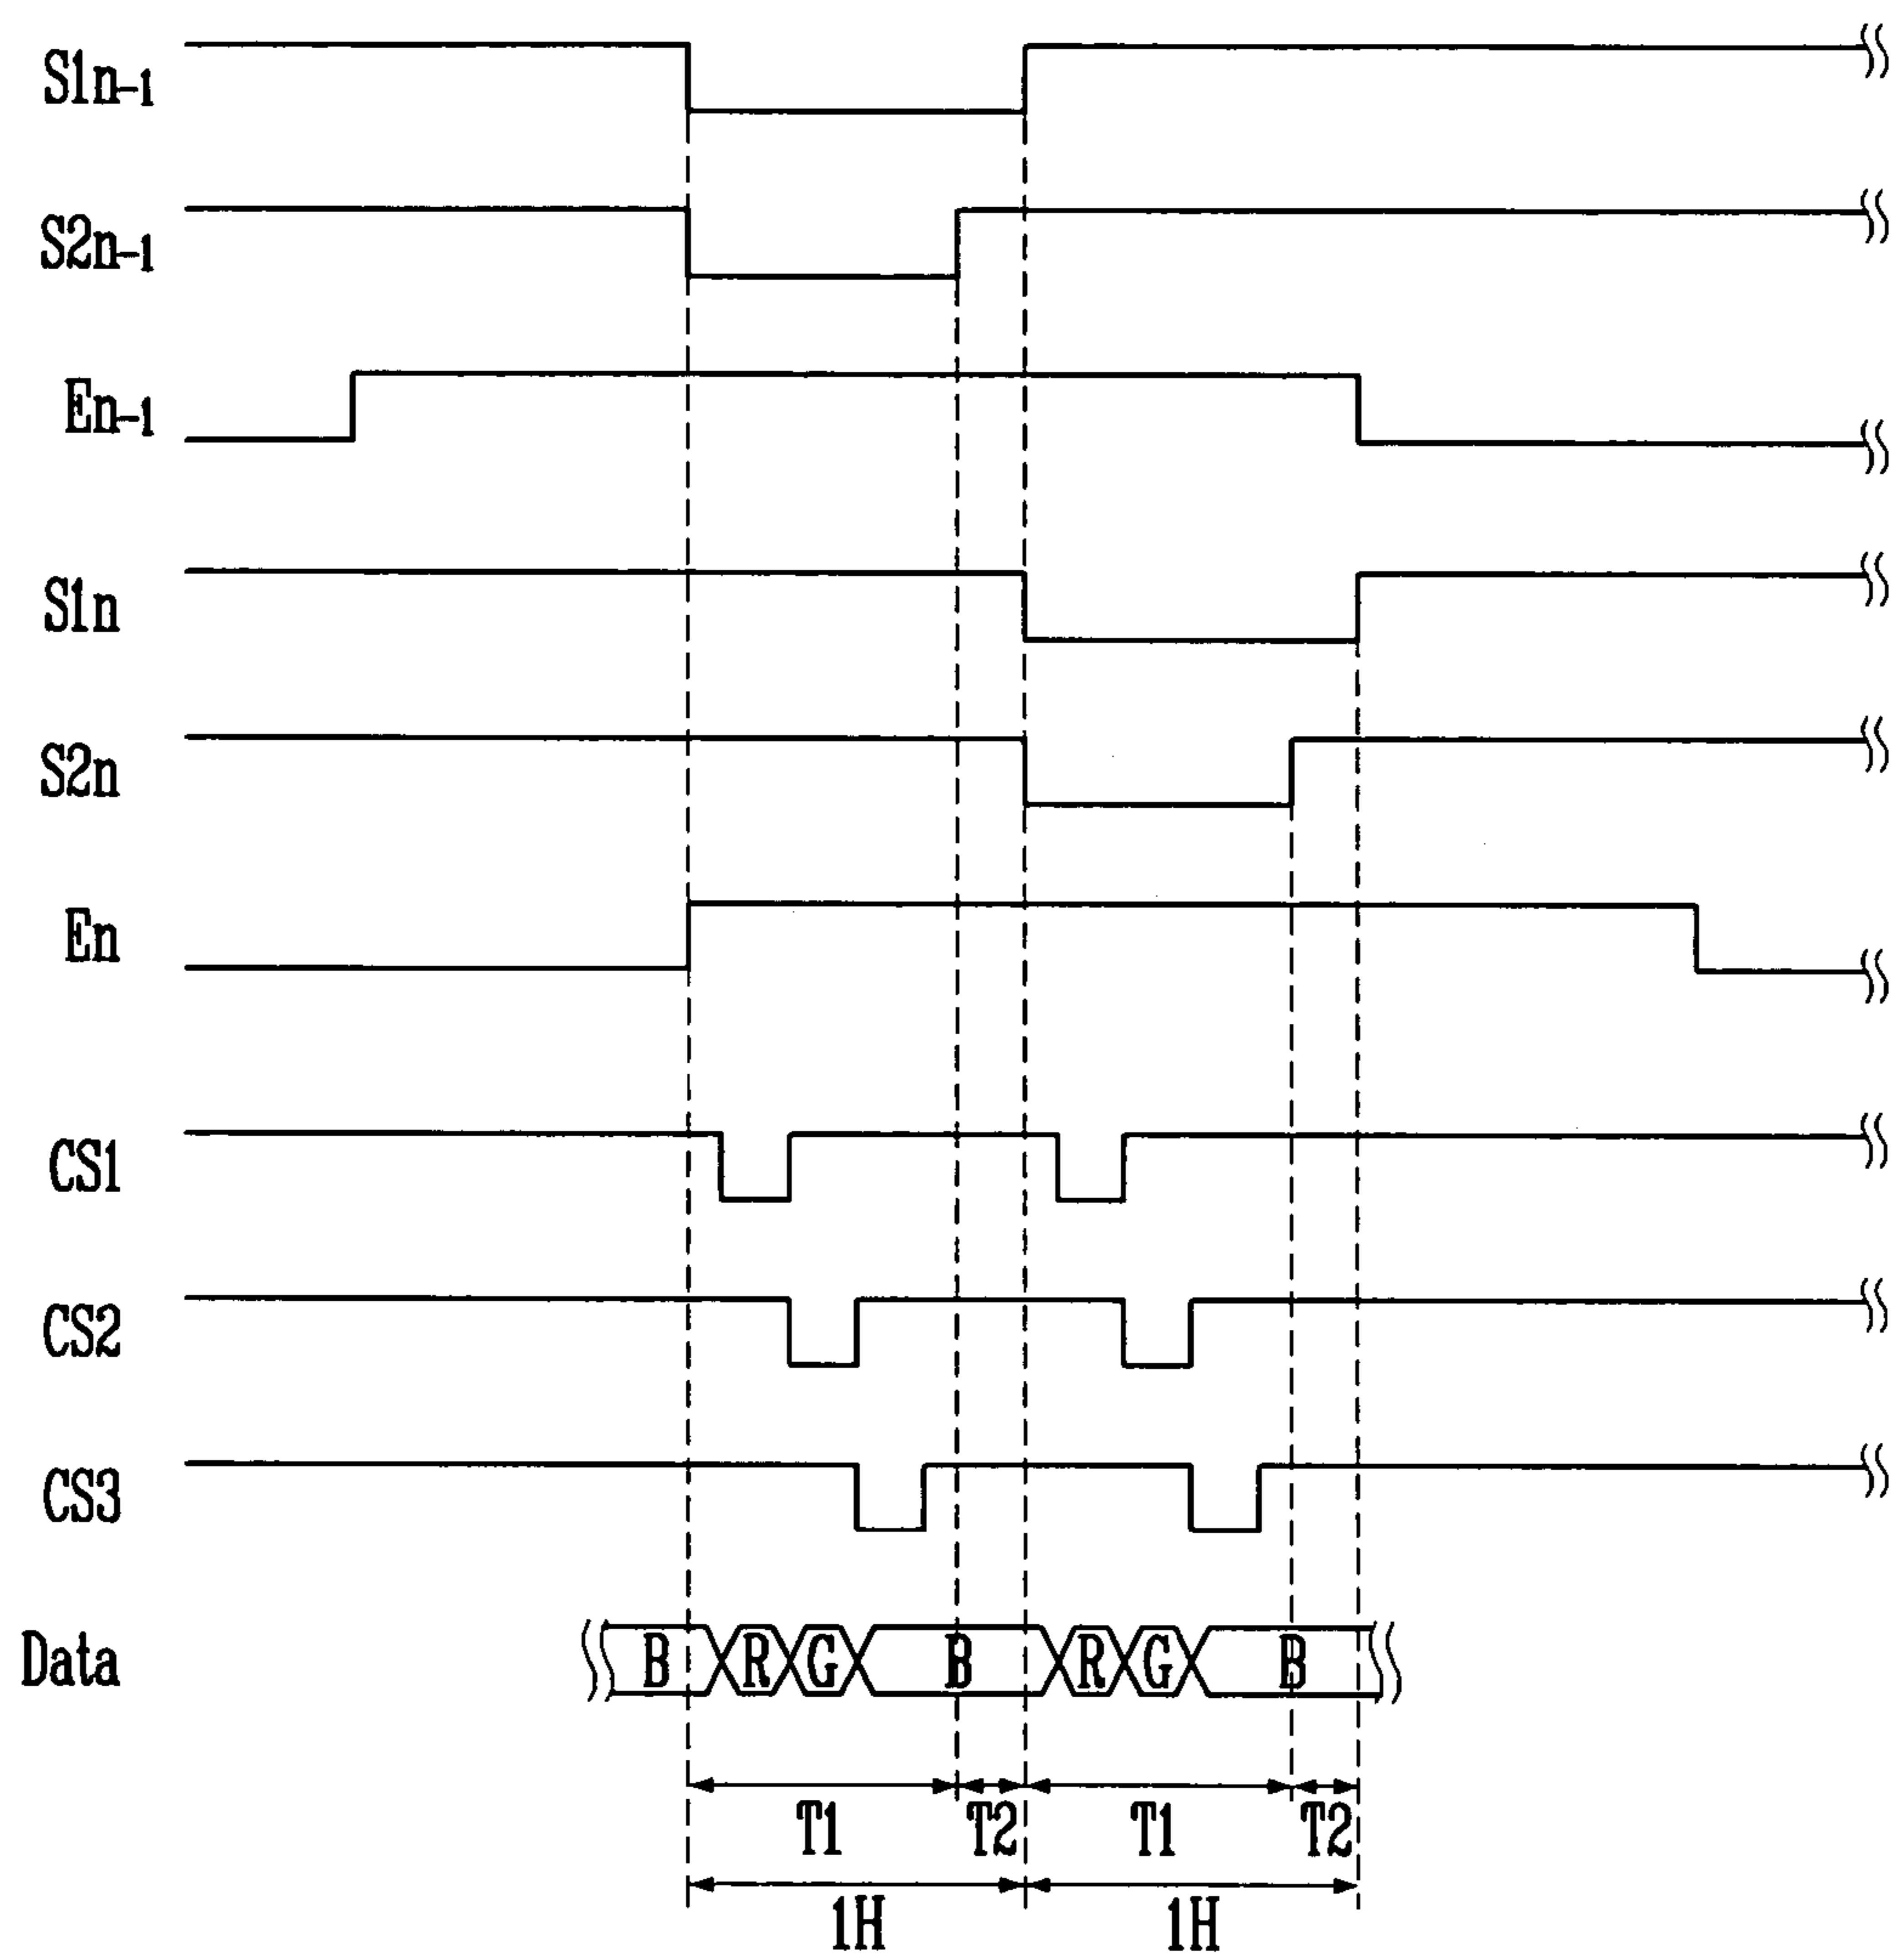 S1n-1
S2n-1
En-1
S1n
S2n
En
CS1
CS2
CS3
Data B R G B R G B
T1 T2 T1 T2
1H 1H